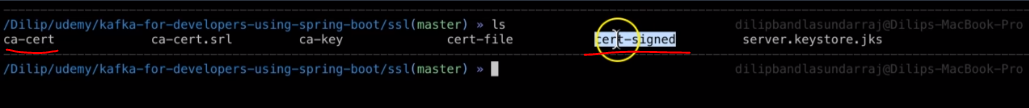 /Dilip/udemy/kafka-for-developers-using-spring-boot/ssl(master) » ls dilipbandlasundarraj@Dilips-MacBook-Pro
ca-cert ca-cert.srl ca-key cert-file cert-signed server.keystore.jks
/Dilip/udemy/kafka-for-developers-using-spring-boot/ssl(master) » dilipbandlasundarraj@Dilips-MacBook-Pro